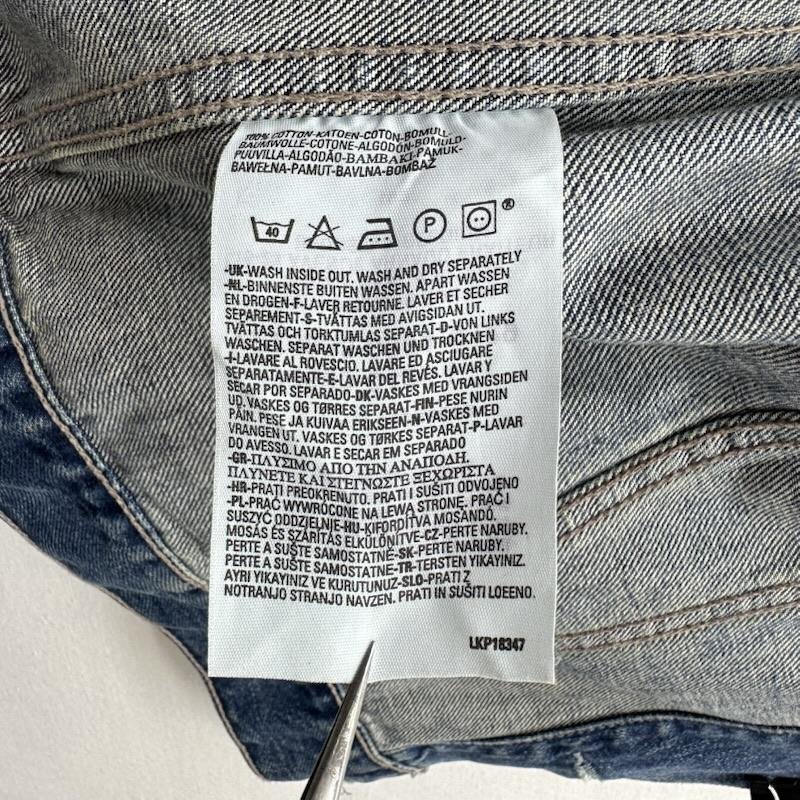 100% COTTON-KATOEN-COTON-BOMULL-
BAUMWOLLE-COTONE-ALGODÓN-BOMULD-
PUUVILLA-ALGODÃO-ΒΑΜΒΑΚΙ-PAMUK-
BAWEŁNA-PAMUT-BAVLNA-BOMBAŽ
40 P ®
-UK-WASH INSIDE OUT. WASH AND DRY SEPARATELY
-NL-BINNENSTE BUITEN WASSEN. APART WASSEN
EN DROGEN-F-LAVER RETOURNE. LAVER ET SECHER
SEPAREMENT-S-TVÄTTAS MED AVIGSIDAN UT.
TVÄTTAS OCH TORKTUMLAS SEPARAT-D-VON LINKS
WASCHEN. SEPARAT WASCHEN UND TROCKNEN
-I-LAVARE AL ROVESCIO. LAVARE ED ASCIUGARE
SEPARATAMENTE-E-LAVAR DEL REVÉS. LAVAR Y
SECAR POR SEPARADO-DK-VASKES MED VRANGSIDEN
UD. VASKES OG TØRRES SEPARAT-FIN-PESE NURIN
PÄIN. PESE JA KUIVAA ERIKSEEN-N-VASKES MED
VRANGEN UT. VASKES OG TØRKES SEPARAT-P-LAVAR
DO AVESSO. LAVAR E SECAR EM SEPARADO
-GR-ΠΛΥΣΙΜΟ ΑΠΟ ΤΗΝ ΑΝΑΠΟΔΗ.
ΠΛΥΝΕΤΕ ΚΑΙ ΣΤΕΓΝΩΣΤΕ ΞΕΧΩΡΙΣΤΑ
-HR-PRATI PREOKRENUTO. PRATI I SUŠITI ODVOJENO
-PL-PRAĆ WYWRÓCONE NA LEWĄ STRONĘ. PRAĆ I
SUSZYĆ ODDZJELNJE-HU-KIFORDÍTVA MOSANDÓ.
MOSÁS ÉS SZÁRÍTÁS ELKÜLÖNÍTVE-CZ-PERTE NARUBY.
PERTE A SUŠTE SAMOSTATNĚ-SK-PERTE NARUBY.
PERTE A SUŠTE SAMOSTATNE-TR-TERSTEN YIKAYINIZ.
AYRI YIKAYINIZ VE KURUTUNUZ-SLO-PRATI Z
NOTRANJO STRANJO NAVZEN. PRATI IN SUŠITI LOEENO.
LKP18347